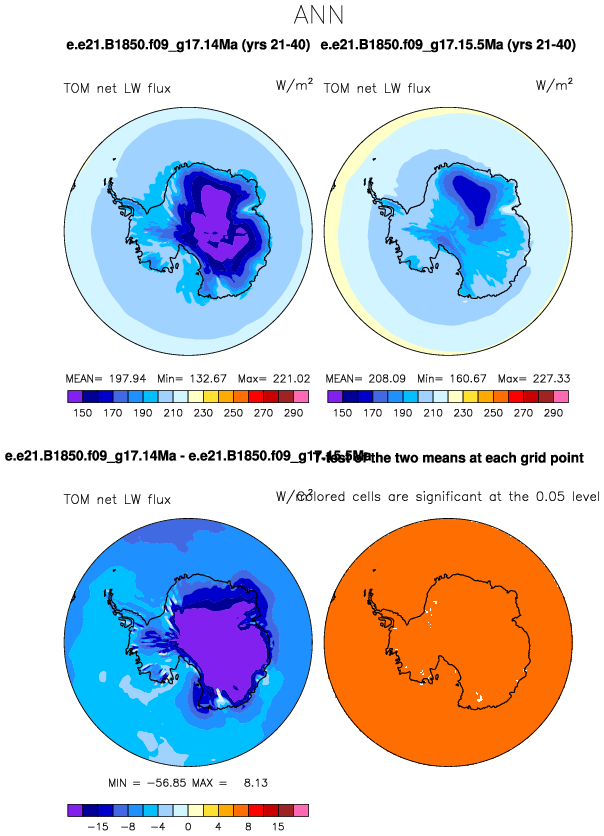 ANN
e.e21.B1850.f09_g17.14Ma (yrs 21-40) e.e21.B1850.f09_g17.15.5Ma (yrs 21-40)
TOM net LW flux W/m² TOM net LW flux W/m²
MEAN= 197.94 Min= 132.67 Max= 221.02 MEAN= 208.09 Min= 160.67 Max= 227.33
150 170 190 210 230 250 270 290 150 170 190 210 230 250 270 290
e.e21.B1850.f09_g17.14Ma - e.e21.B1850.f09_g17.15.5Ma T-test of the two means at each grid point
TOM net LW flux W/m² Colored cells are significant at the 0.05 level
MIN = -56.85 MAX = 8.13
-15 -8 -4 0 4 8 15